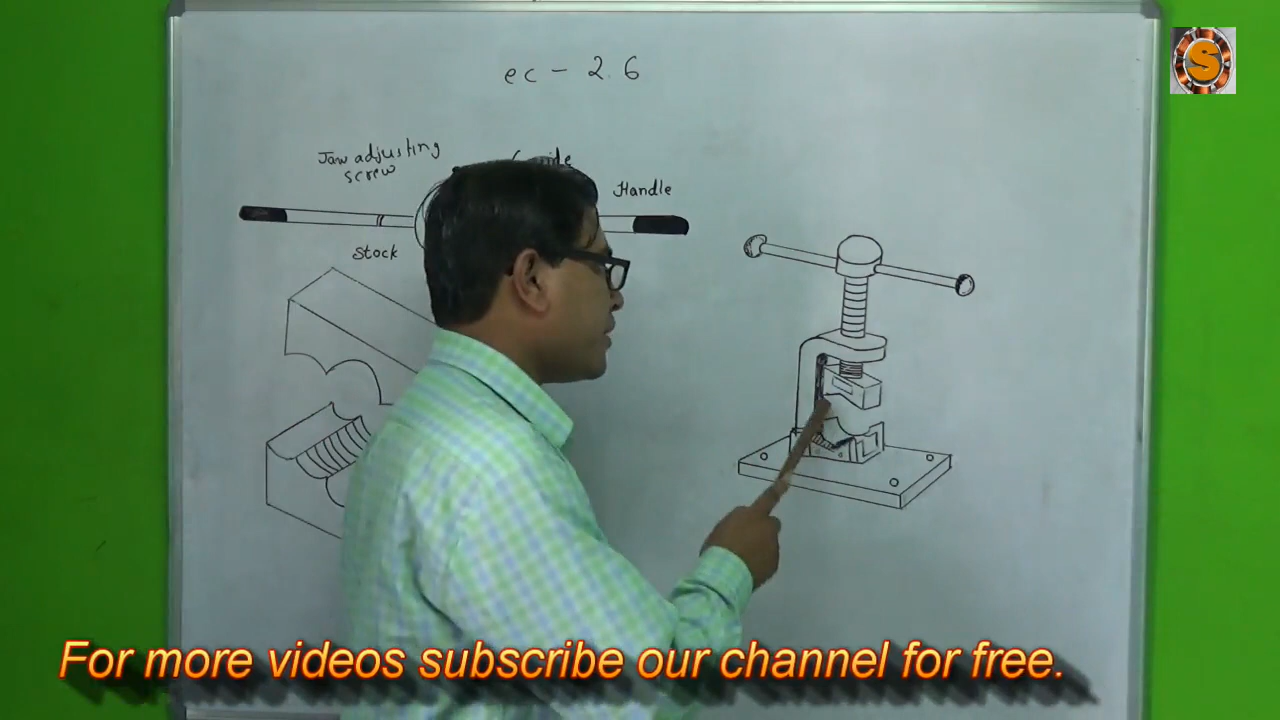 ec - 2.6
Jaw adjusting
screw
Handle
Stock
S
For more videos subscribe our channel for free.